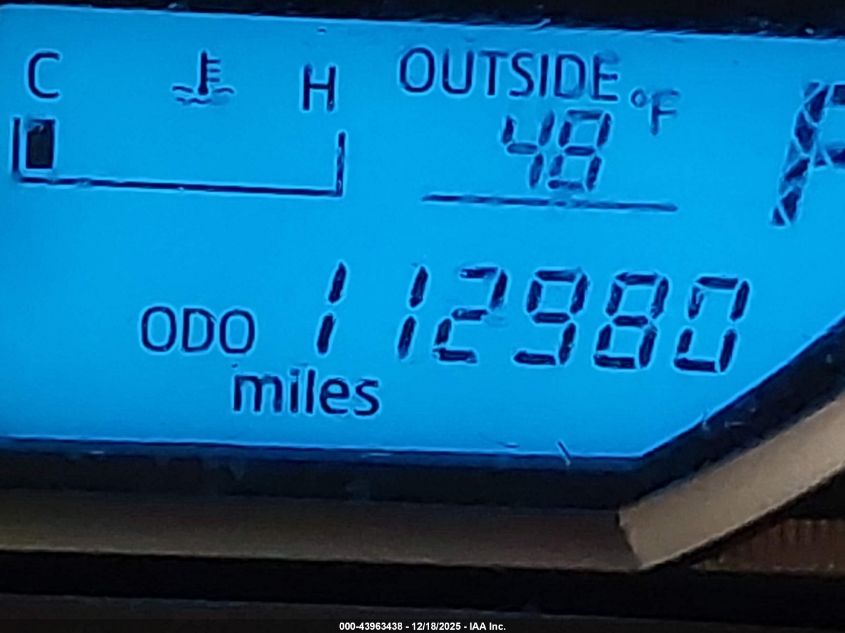 C H OUTSIDE °F P
48
ODO 112980
miles
000-43963438 - 12/18/2025 - IAA Inc.